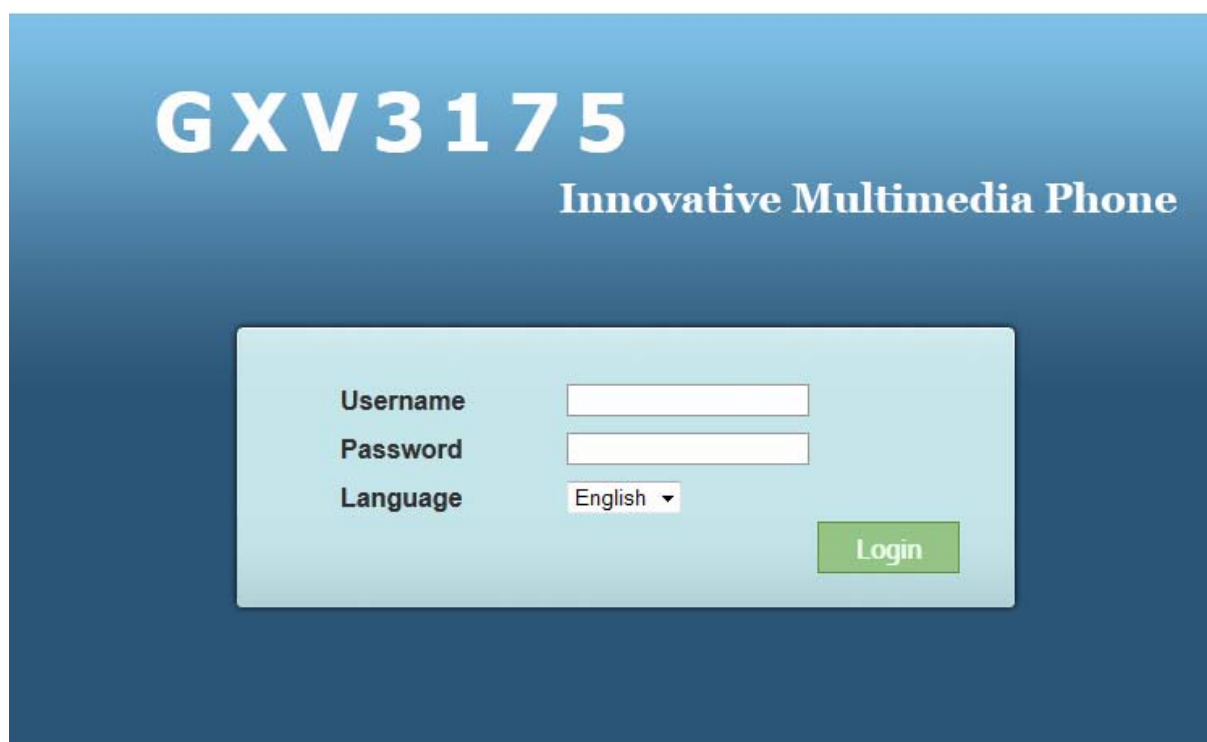 GXV3175
Innovative Multimedia Phone
Username
Password
Language English
Login